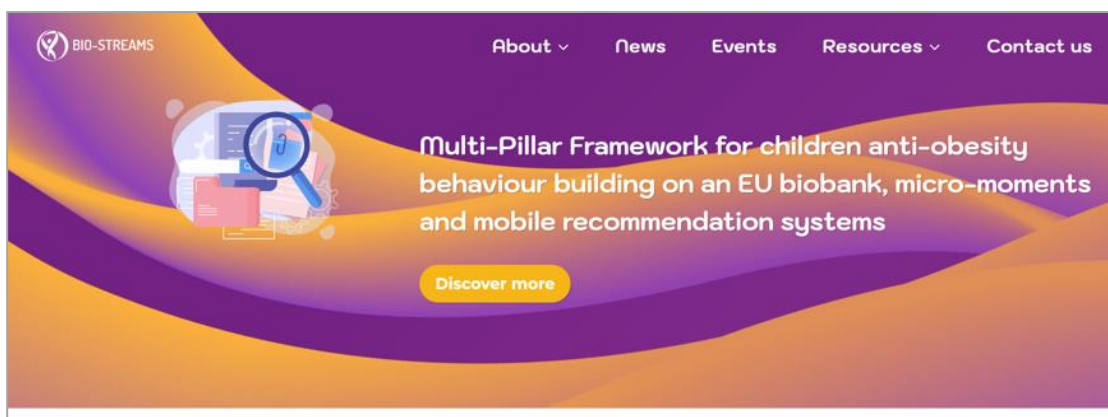 BIO-STREAMS
About
News
Events
Resources
Contact us
Multi-Pillar Framework for children anti-obesity
behaviour building on an EU biobank, micro-moments
and mobile recommendation systems
Discover more